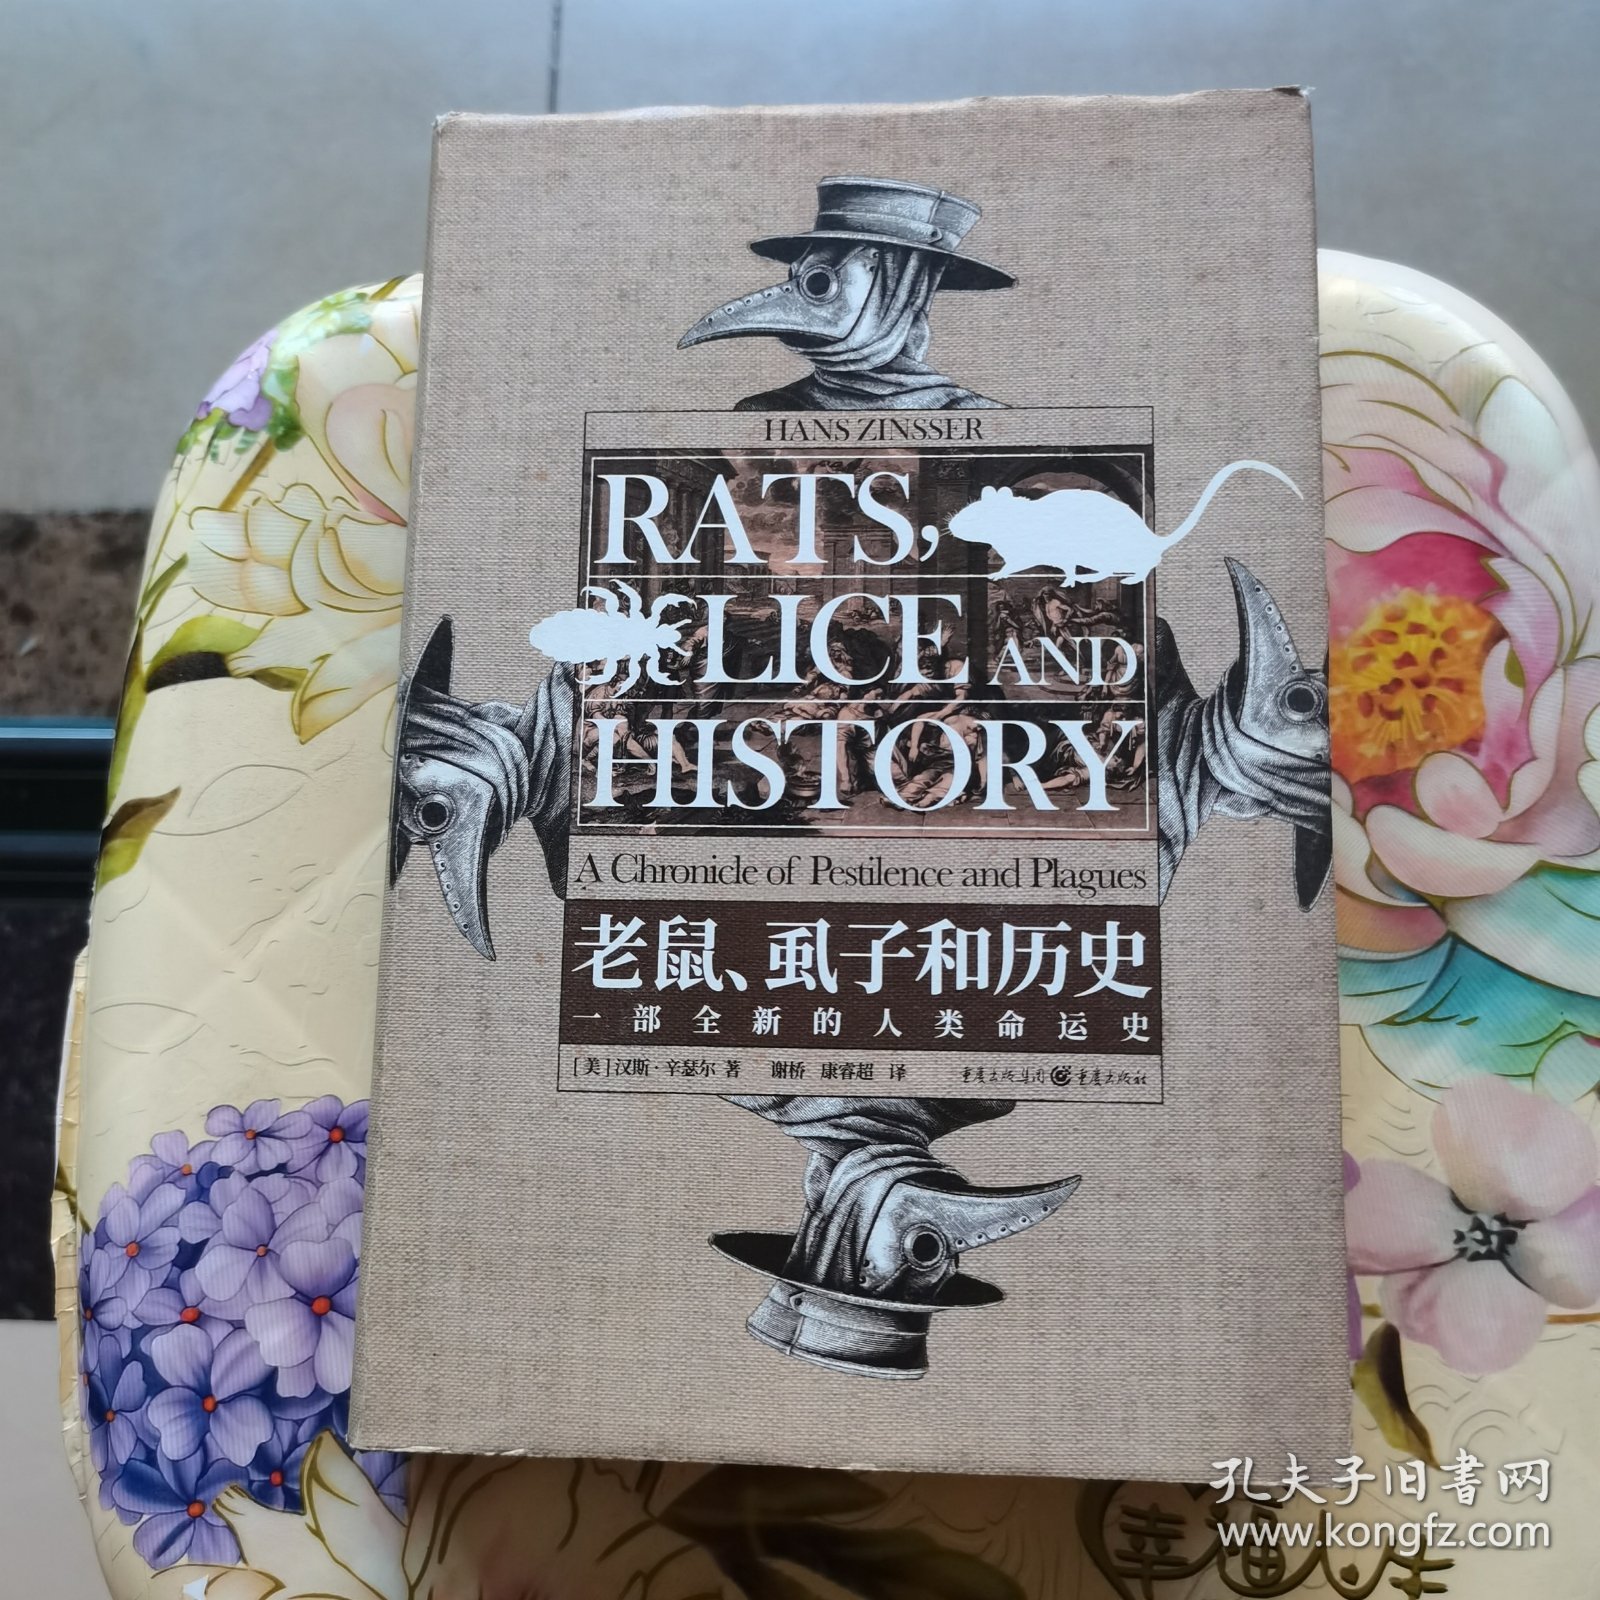 HANS ZINSSER
RATS,
LICE AND
HISTORY
A Chronicle of Pestilence and Plagues
老鼠、虱子和历史
一部全新的人类命运史
[美]汉斯·辛瑟尔 著 谢桥 康睿超 译 重庆出版集团 重庆出版社
孔夫子旧书网
www.kongfz.com
幸福